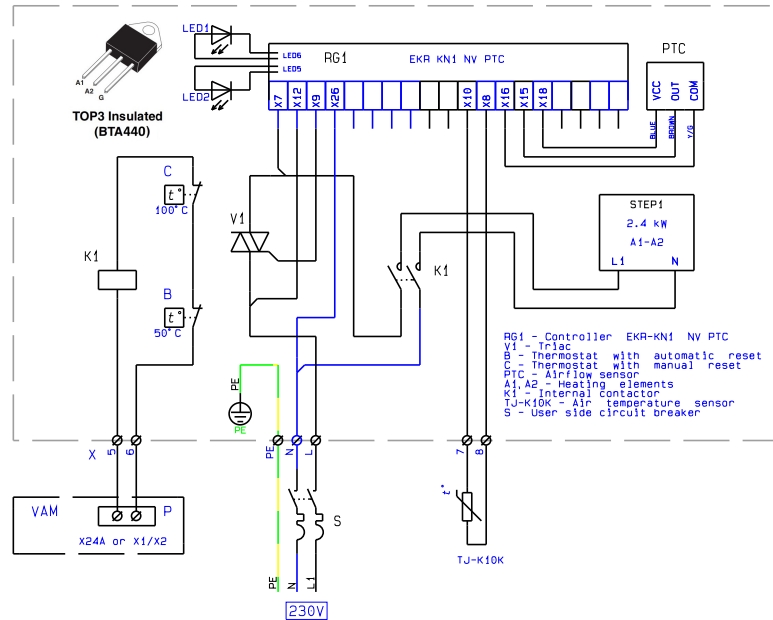 LED1
LED6
LED5
RG1
EKR KN1 NV PTC
PTC
LED2
X7
X12
X9
X26
X10
X8
X16
X15
X18
VCC
OUT
COM
BLUE
BROWN
Y/G
A1
A2
G
TOP3 Insulated
(BTA440)
C
t°
100°C
V1
STEP1
2.4 kW
A1-A2
L1
N
K1
K1
B
t°
50°C
RG1 - Controller EKR-KN1 NV PTC
V1 - Triac
B - Thermostat with automatic reset
C - Thermostat with manual reset
PTC - Airflow sensor
A1,A2 - Heating elements
K1 - Internal contactor
TJ-K10K - Air temperature sensor
S - User side circuit breaker
PE
PE
X
5
6
PE
N
L
7
8
VAM
P
X24A or X1/X2
S
t°
TJ-K10K
PE
N
L1
230V